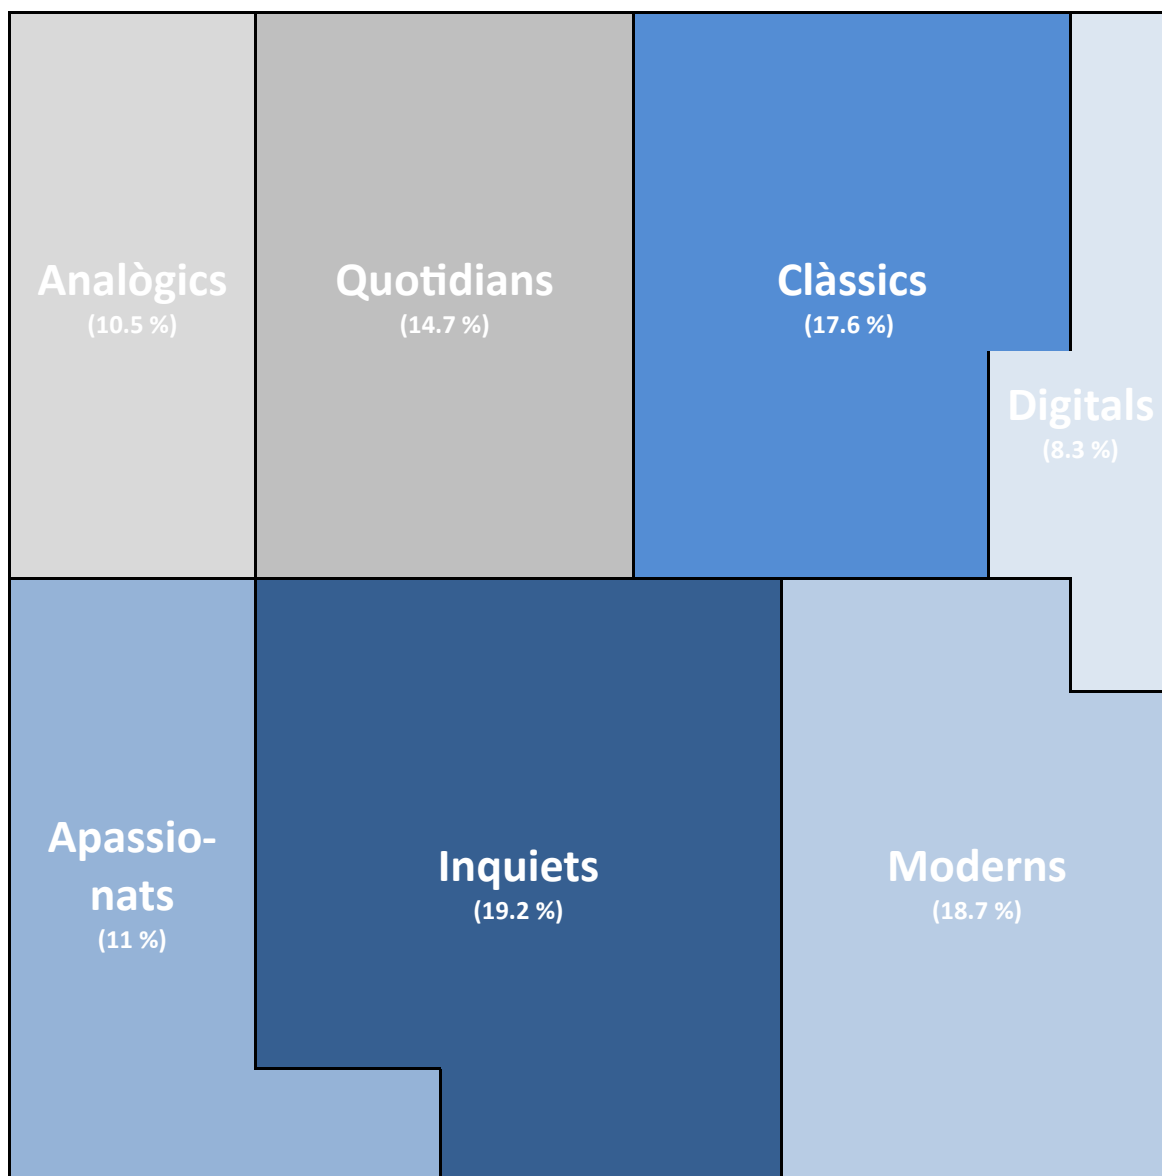 Analògics
(10.5 %)
Quotidians
(14.7 %)
Clàssics
(17.6 %)
Digitals
(8.3 %)
Apassio-
nats
(11 %)
Inquiets
(19.2 %)
Moderns
(18.7 %)